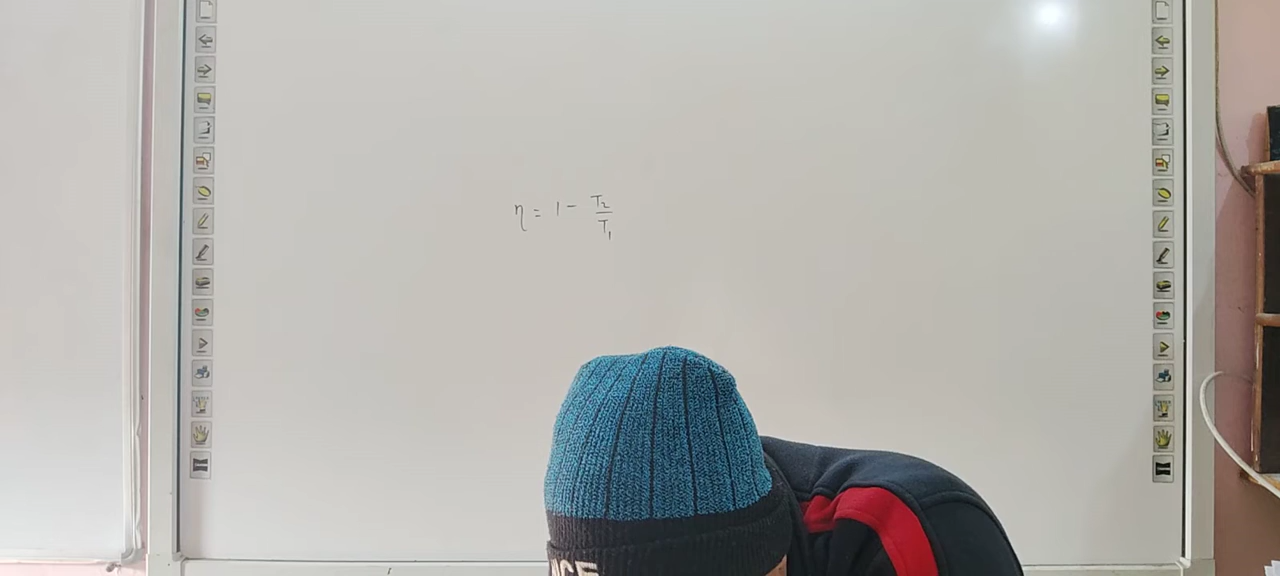 η = 1 - T₂/T₁